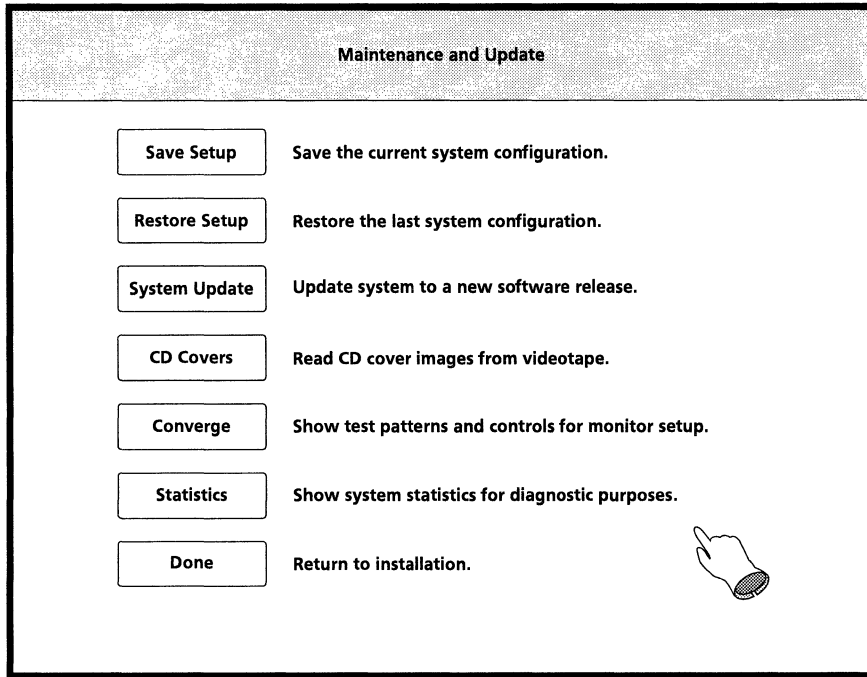 Maintenance and Update
Save Setup Save the current system configuration.
Restore Setup Restore the last system configuration.
System Update Update system to a new software release.
CD Covers Read CD cover images from videotape.
Converge Show test patterns and controls for monitor setup.
Statistics Show system statistics for diagnostic purposes.
Done Return to installation.